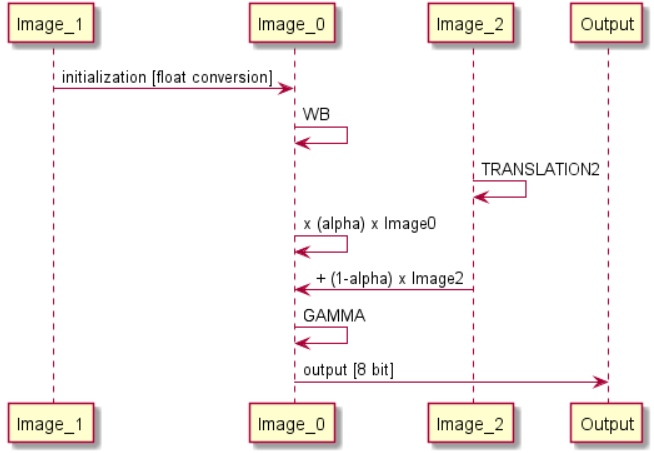 Image_1 Image_0 Image_2 Output
initialization [float conversion]
WB
TRANSLATION2
x (alpha) x Image0
+ (1-alpha) x Image2
GAMMA
output [8 bit]
Image_1 Image_0 Image_2 Output